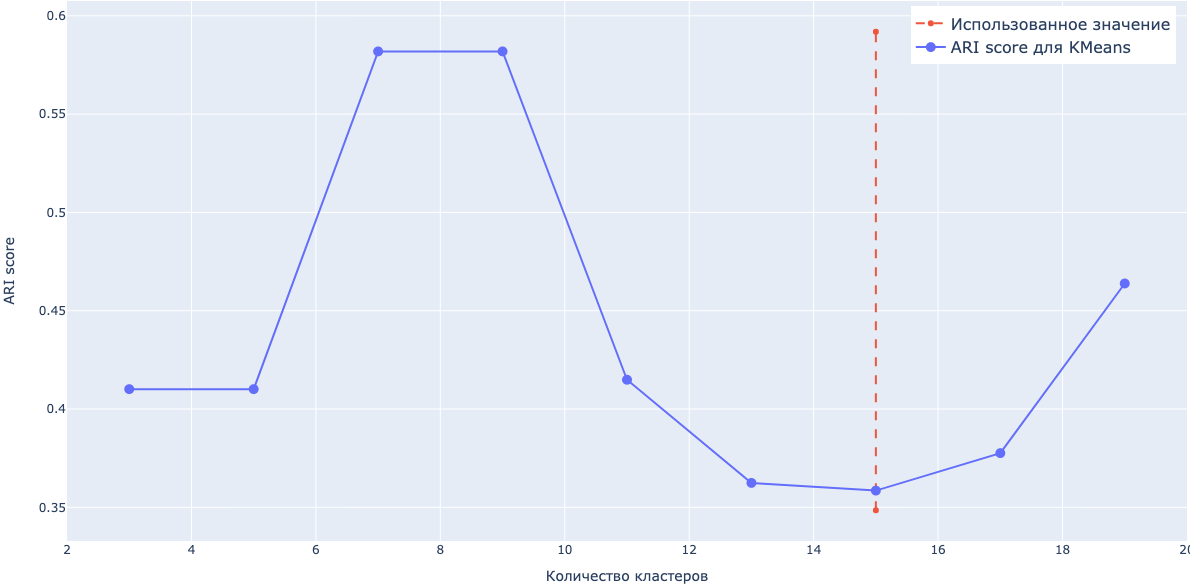 Использованное значение
ARI score для KMeans
0.6
0.55
0.5
0.45
0.4
0.35
ARI score
2 4 6 8 10 12 14 16 18 20
Количество кластеров